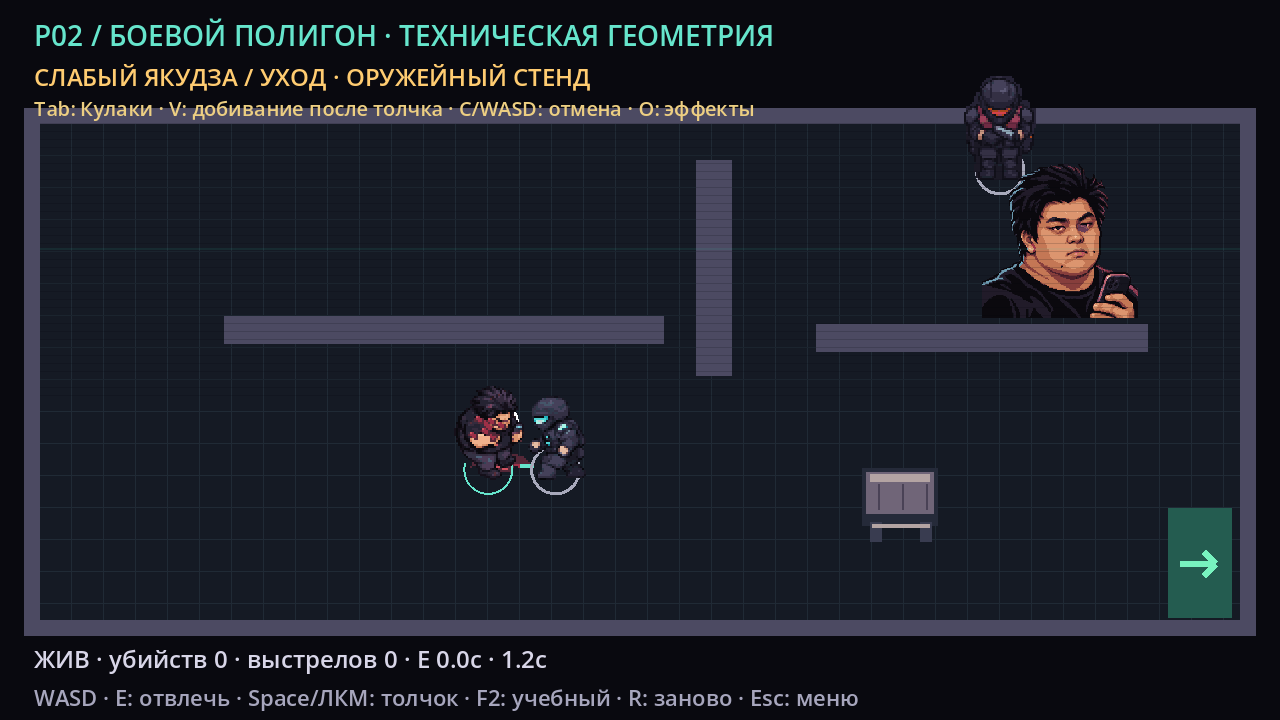 P02 / БОЕВОЙ ПОЛИГОН · ТЕХНИЧЕСКАЯ ГЕОМЕТРИЯ
СЛАБЫЙ ЯКУДЗА / УХОД · ОРУЖЕЙНЫЙ СТЕНД
Tab: Кулаки · V: добивание после толчка · C/WASD: отмена · O: эффекты
ЖИВ · убийств 0 · выстрелов 0 · E 0.0с · 1.2с
WASD · E: отвлечь · Space/ЛКМ: толчок · F2: учебный · R: заново · Esc: меню